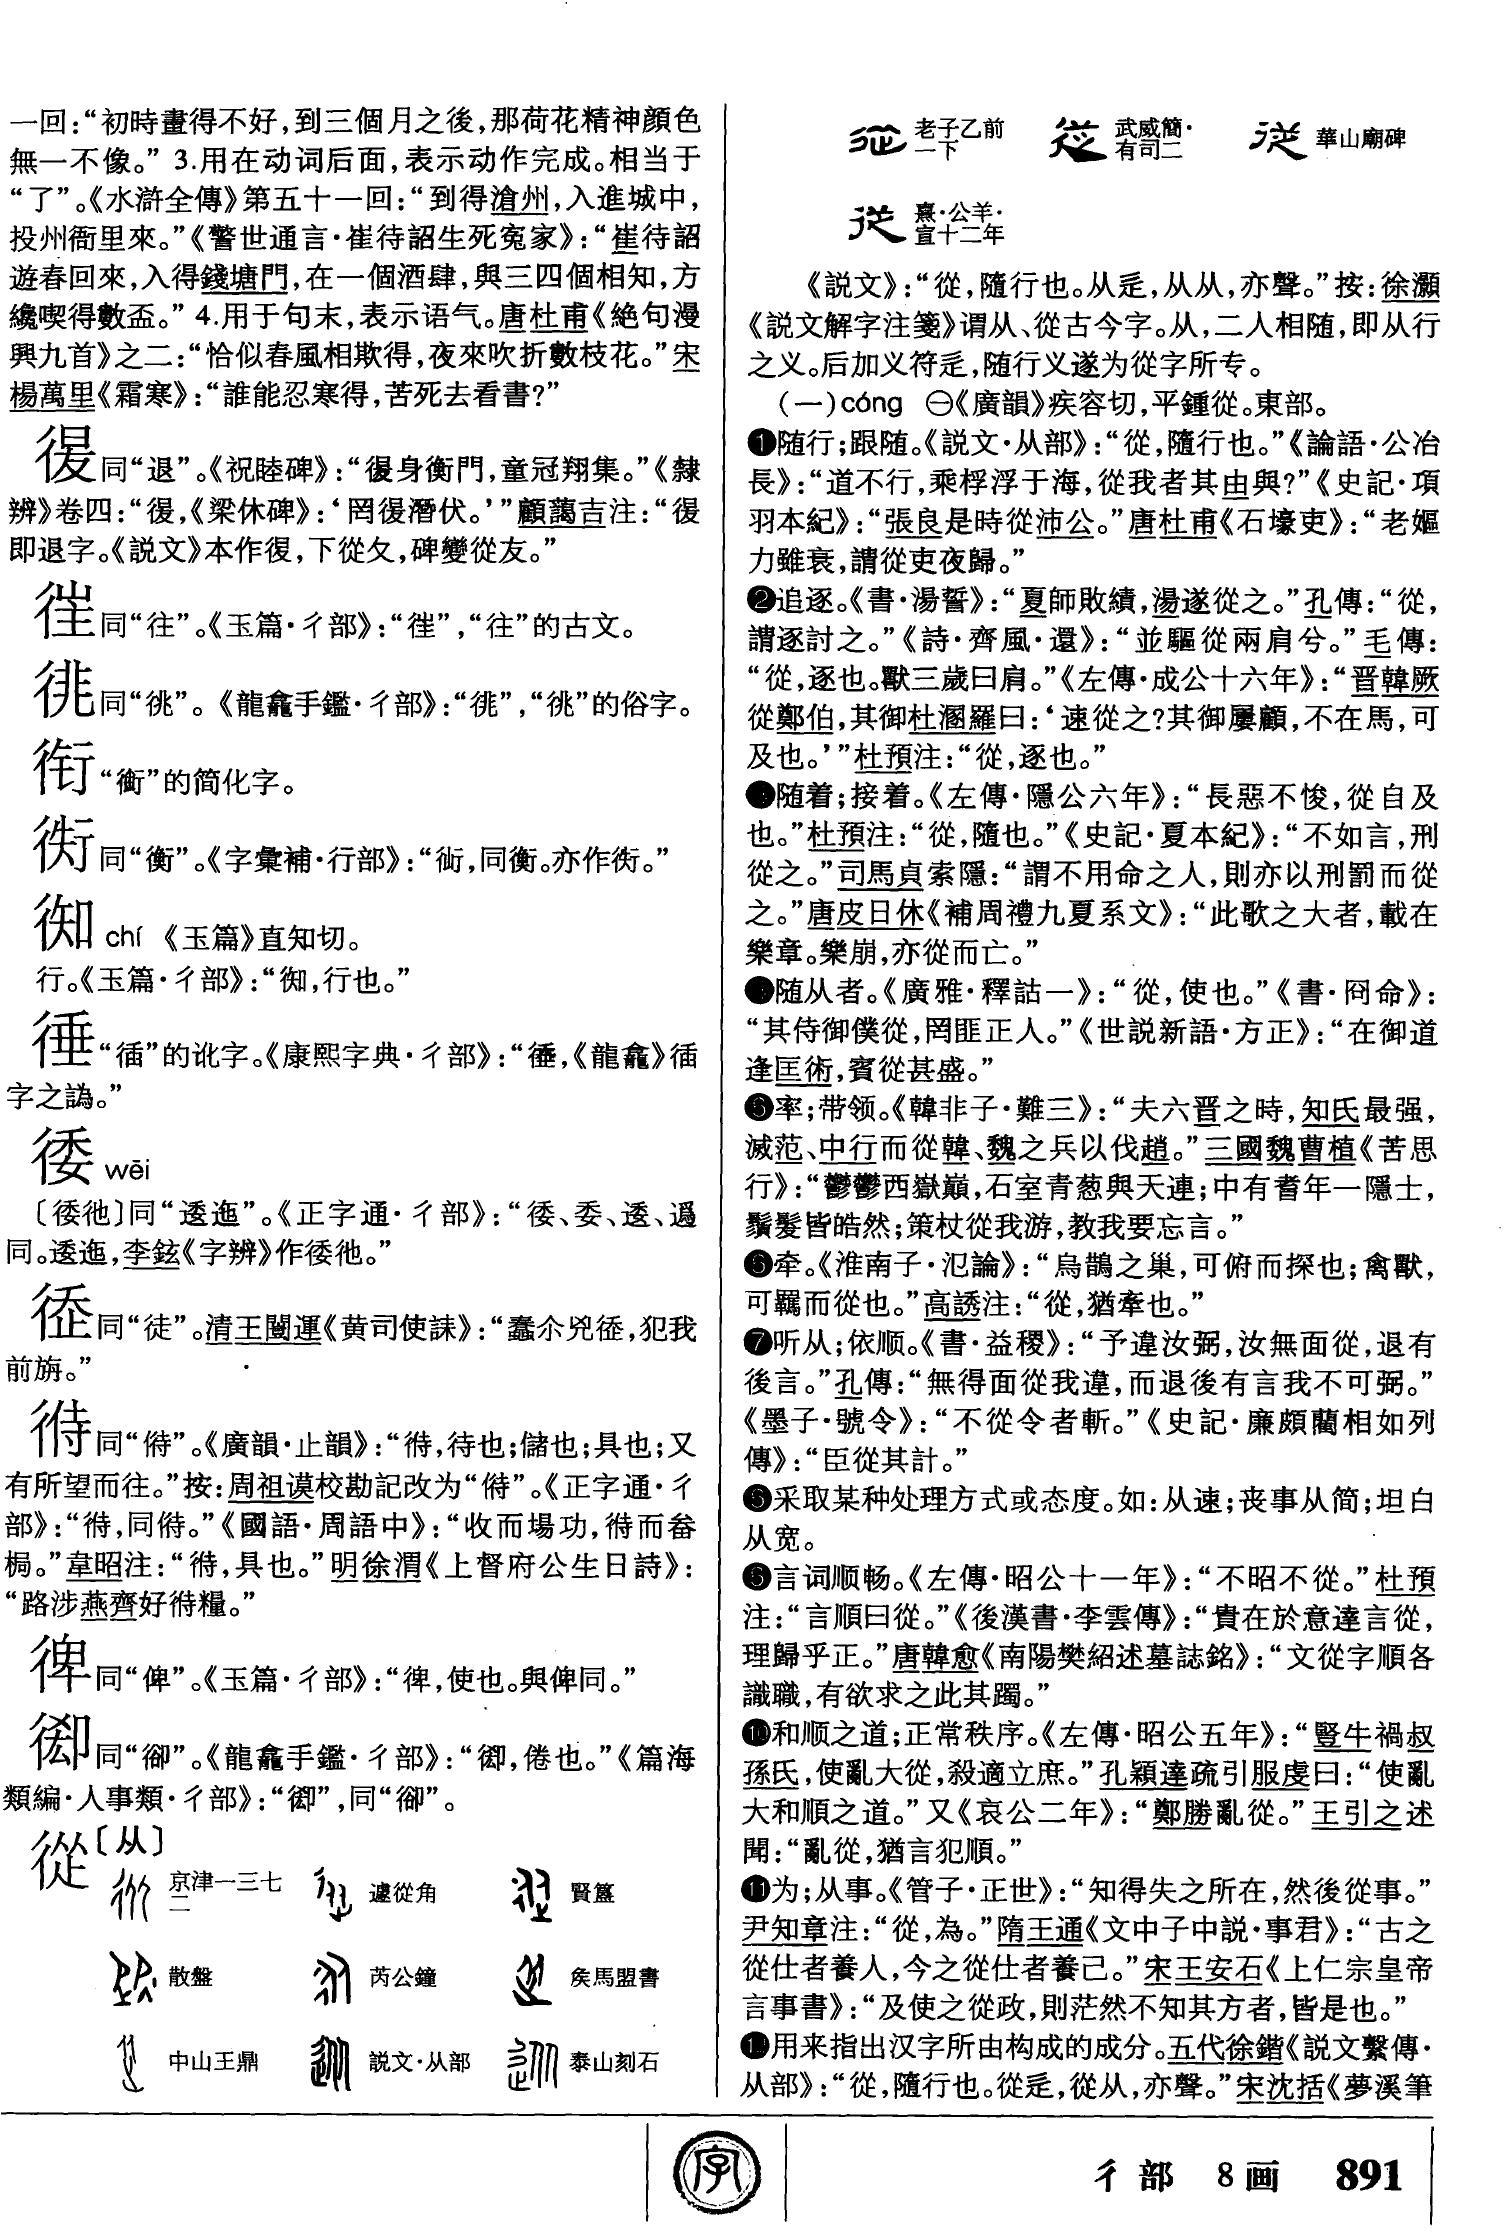 一回：“初時畫得不好，到三個月之後，那荷花精神顔色
無一不像。” 3.用在动词后面，表示动作完成。相当于
“了”。《水滸全傳》第五十一回：“到得滄州，入進城中，
投州衙里來。”《警世通言·崔待詔生死冤家》：“崔待詔
遊春回來，入得錢塘門，在一個酒肆，與三四個相知，方
纔喫得數盃。” 4.用于句末，表示语气。唐杜甫《絶句漫
興九首》之二：“恰似春風相欺得，夜來吹折數枝花。”宋
楊萬里《霜寒》：“誰能忍寒得，苦死去看書？”
同“退”。《祝睦碑》：“身衡門，童冠翔集。”《隸
辨》卷四：“，《梁休碑》：‘罔潛伏。’”顧藹吉注：“
即退字。《説文》本作復，下從夂，碑變從友。”
徍同“往”。《玉篇·彳部》：“徍”，“往”的古文。
同“徖”。《龍龕手鑑·彳部》：“”，“”的俗字。
衔“銜”的简化字。
同“衡”。《字彙補·行部》：“，同衡。亦作。”
chí 《玉篇》直知切。
行。《玉篇·彳部》：“，行也。”
“徭”的讹字。《康熙字典·彳部》：“，《龍龕》
字之譌。”
逶 wēi
〔〕同“逶迤”。《正字通·彳部》：“、委、逶、
同。逶迤，李鉉《字辨》作。”
同“徒”。清王闓運《黄司使誄》：“蠢尒兇，犯我
前旃。”
同“偫”。《廣韻·止韻》：“，待也；儲也；具也；又
有所望而往。”按：周祖谟校勘記改为“偫”。《正字通·彳
部》：“，同偫。”《國語·周語中》：“收而場功，而畚
梮。”韋昭注：“，具也。”明徐渭《上督府公生日詩》：
“路涉燕齊好糧。”
徫同“俾”。《玉篇·彳部》：“，使也。與俾同。”
同“御”。《龍龕手鑑·彳部》：“，倦也。”《篇海
類編·人事類·彳部》：“”，同“”。
從〔从〕
京津一三七二 遽從角 賢簋
散盤 芮公鐘 矦馬盟書
中山王鼎 説文·从部 泰山刻石
老子乙前一下 武威簡·有司二 華山廟碑
熹·公羊·宣十二年
《説文》：“從，隨行也。从辵，从从，亦聲。”按：徐灝
《説文解字注箋》谓从、從古今字。从，二人相随，即从行
之义。后加义符辵，随行义遂为從字所专。
（一）cóng ㊀《廣韻》疾容切，平鍾從。東部。
❶随行；跟随。《説文·从部》：“從，隨行也。”《論語·公冶
長》：“道不行，乘桴浮于海，從我者其由與？”《史記·項
羽本紀》：“張良是時從沛公。”唐杜甫《石壕吏》：“老嫗
力雖衰，請從吏夜歸。”
❷追逐。《書·湯誓》：“夏師敗績，湯遂從之。”孔傳：“從，
謂逐討之。”《詩·齊風·還》：“並驅從兩肩兮。”毛傳：
“從，逐也。獸三歲曰肩。”《左傳·成公十六年》：“晋韓厥
從鄭伯，其御杜溷羅曰：‘速從之？其御屢顧，不在馬，可
及也。’”杜預注：“從，逐也。”
❸随着；接着。《左傳·隱公六年》：“長惡不悛，從自及
也。”杜預注：“從，隨也。”《史記·夏本紀》：“不如言，刑
從之。”司馬貞索隱：“謂不用命之人，則亦以刑罰而從
之。”唐皮日休《補周禮九夏系文》：“此歌之大者，載在
樂章。樂崩，亦從而亡。”
❹随从者。《廣雅·釋詁一》：“從，使也。”《書·冏命》：
“其侍御僕從，罔匪正人。”《世説新語·方正》：“在御道
逢匡術，賓從甚盛。”
❺率；带领。《韓非子·難三》：“夫六晋之時，知氏最强，
滅范、中行而從韓、魏之兵以伐趙。”三國魏曹植《苦思
行》：“鬱鬱西嶽巔，石室青葱與天連；中有耆年一隱士，
鬚髮皆皓然；策杖從我游，教我要忘言。”
❻牵。《淮南子·氾論》：“烏鵲之巢，可俯而探也；禽獸，
可羈而從也。”高誘注：“從，猶牽也。”
❼听从；依顺。《書·益稷》：“予違汝弼，汝無面從，退有
後言。”孔傳：“無得面從我違，而退後有言我不可弼。”
《墨子·號令》：“不從令者斬。”《史記·廉頗藺相如列
傳》：“臣從其計。”
❽采取某种处理方式或态度。如：从速；丧事从简；坦白
从宽。
❾言词顺畅。《左傳·昭公十一年》：“不昭不從。”杜預
注：“言順曰從。”《後漢書·李雲傳》：“貴在於意達言從，
理歸乎正。”唐韓愈《南陽樊紹述墓誌銘》：“文從字順各
識職，有欲求之此其躅。”
❿和顺之道；正常秩序。《左傳·昭公五年》：“豎牛禍叔
孫氏，使亂大從，殺適立庶。”孔穎達疏引服虔曰：“使亂
大和順之道。”又《哀公二年》：“鄭勝亂從。”王引之述
聞：“亂從，猶言犯順。”
⓫为；从事。《管子·正世》：“知得失之所在，然後從事。”
尹知章注：“從，為。”隋王通《文中子中説·事君》：“古之
從仕者養人，今之從仕者養己。”宋王安石《上仁宗皇帝
言事書》：“及使之從政，則茫然不知其方者，皆是也。”
⓬用来指出汉字所由构成的成分。五代徐鍇《説文繫傳·
从部》：“從，隨行也。從辵，從从，亦聲。”宋沈括《夢溪筆
字
彳部 8画 891